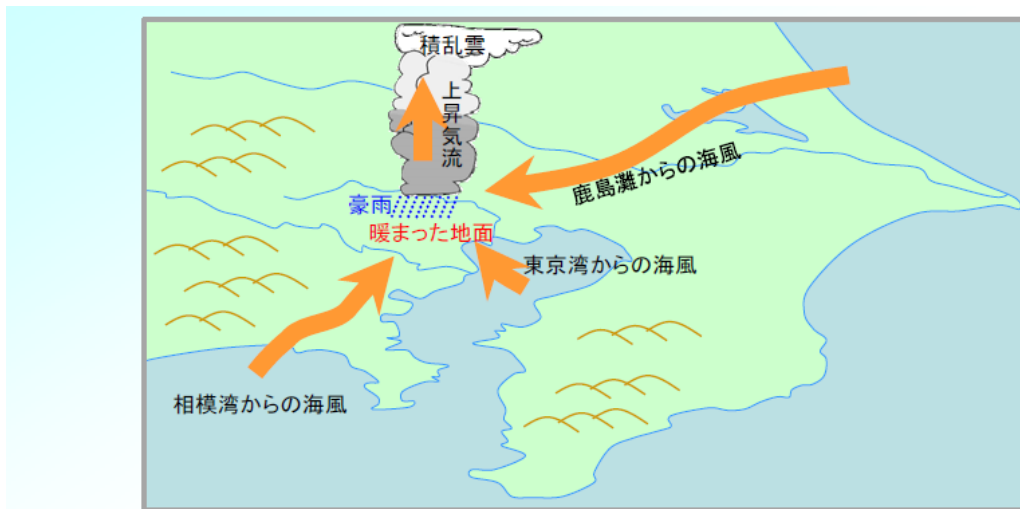 積乱雲
上昇気流
鹿島灘からの海風
豪雨
暖まった地面
東京湾からの海風
相模湾からの海風